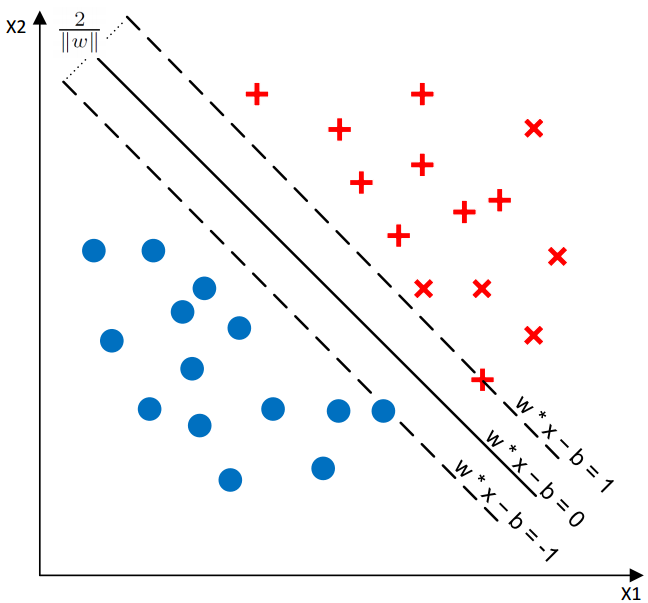 X2
2
‖w‖
w * x – b = 1
w * x – b = 0
w * x – b = -1
X1